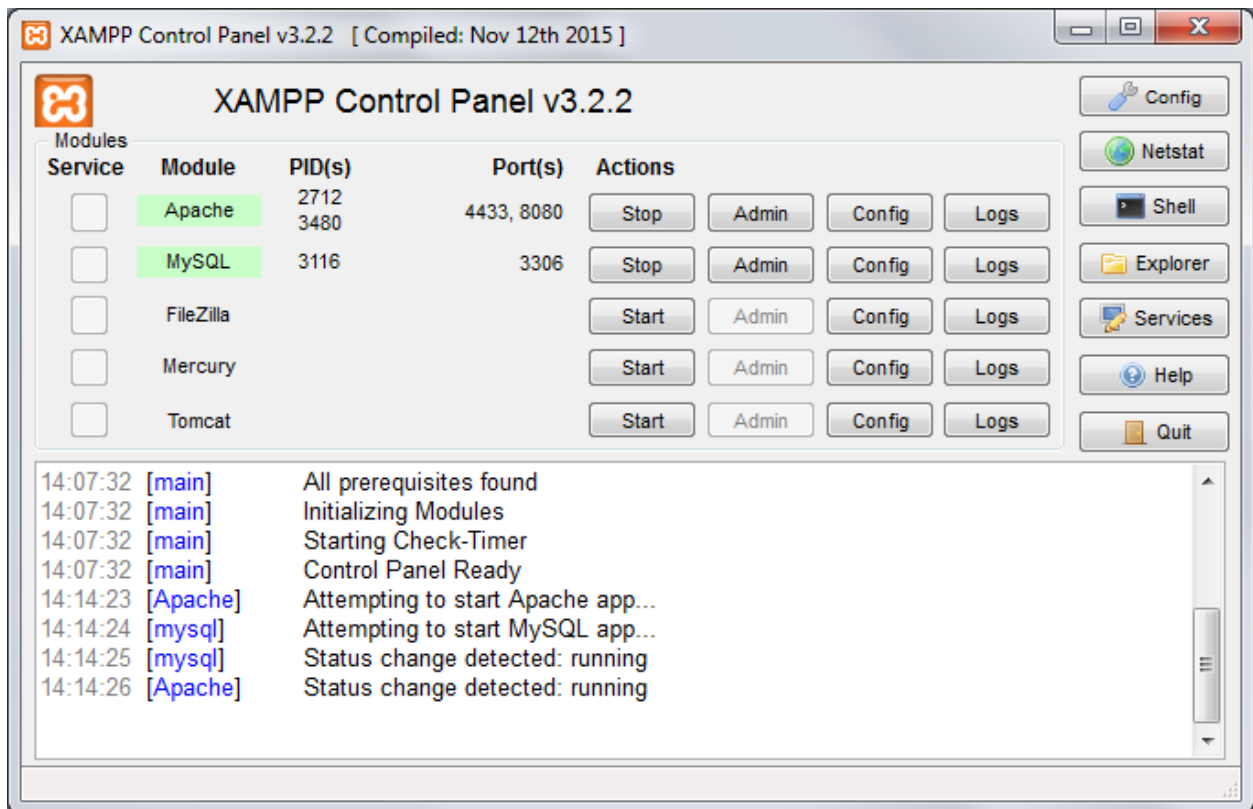 XAMPP Control Panel v3.2.2 [ Compiled: Nov 12th 2015 ]
XAMPP Control Panel v3.2.2
Config
Modules
Netstat
Service Module PID(s) Port(s) Actions
Apache 2712 3480 4433, 8080 Stop Admin Config Logs
Shell
MySQL 3116 3306 Stop Admin Config Logs
Explorer
FileZilla Start Admin Config Logs
Services
Mercury Start Admin Config Logs
Help
Tomcat Start Admin Config Logs
Quit
14:07:32 [main] All prerequisites found
14:07:32 [main] Initializing Modules
14:07:32 [main] Starting Check-Timer
14:07:32 [main] Control Panel Ready
14:14:23 [Apache] Attempting to start Apache app...
14:14:24 [mysql] Attempting to start MySQL app...
14:14:25 [mysql] Status change detected: running
14:14:26 [Apache] Status change detected: running